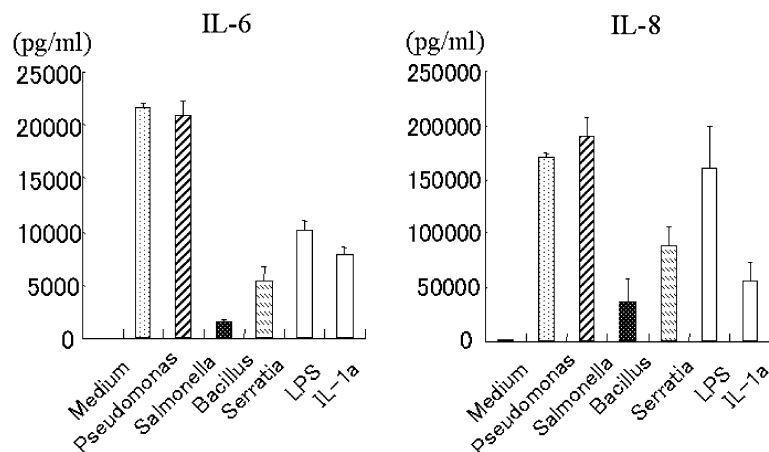 IL-6
(pg/ml)
25000
20000
15000
10000
5000
0
Medium
Pseudomonas
Salmonella
Bacillus
Serratia
LPS
IL-1a
IL-8
(pg/ml)
250000
200000
150000
100000
50000
0
Medium
Pseudomonas
Salmonella
Bacillus
Serratia
LPS
IL-1a